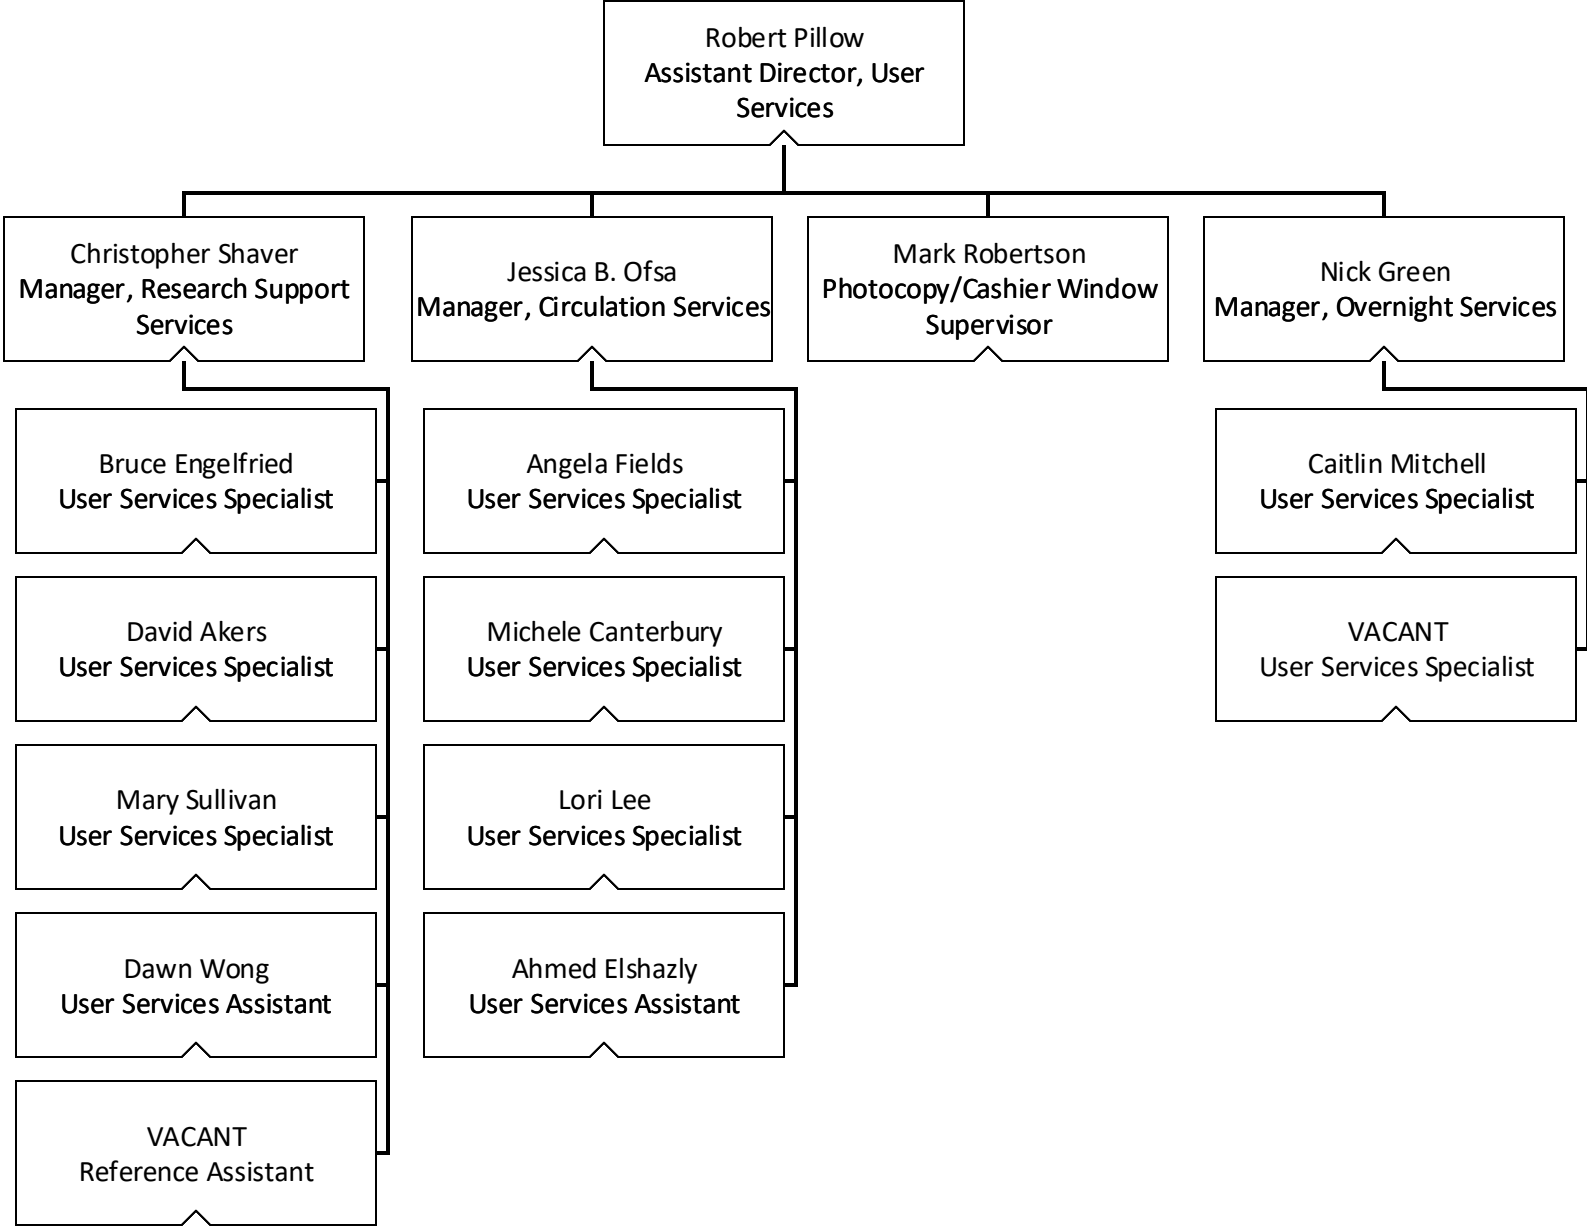 Robert Pillow
Assistant Director, User
Services
Christopher Shaver
Manager, Research Support
Services
Jessica B. Ofsa
Manager, Circulation Services
Mark Robertson
Photocopy/Cashier Window
Supervisor
Nick Green
Manager, Overnight Services
Bruce Engelfried
User Services Specialist
David Akers
User Services Specialist
Mary Sullivan
User Services Specialist
Dawn Wong
User Services Assistant
VACANT
Reference Assistant
Angela Fields
User Services Specialist
Michele Canterbury
User Services Specialist
Lori Lee
User Services Specialist
Ahmed Elshazly
User Services Assistant
Caitlin Mitchell
User Services Specialist
VACANT
User Services Specialist